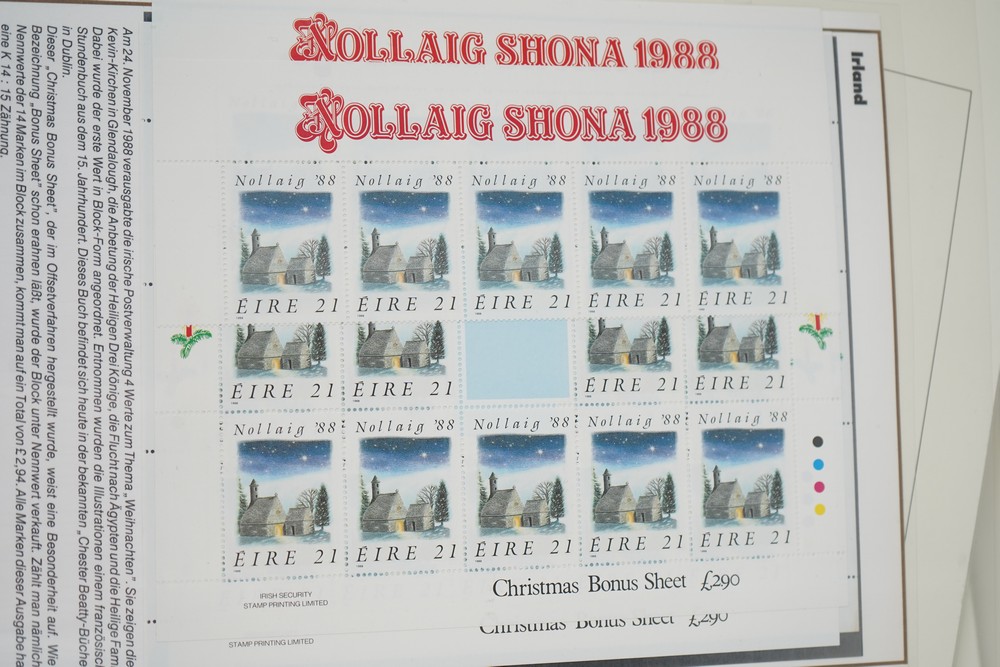 NOLLAIG SHONA 1988
NOLLAIG SHONA 1988
Nollaig '88 Nollaig '88 Nollaig '88 Nollaig '88 Nollaig '88
ÉIRE 21 ÉIRE 21 ÉIRE 21 ÉIRE 21 ÉIRE 21
ÉIRE 21 ÉIRE 21 ÉIRE 21 ÉIRE 21
Nollaig '88 Nollaig '88 Nollaig '88 Nollaig '88 Nollaig '88
ÉIRE 21 ÉIRE 21 ÉIRE 21 ÉIRE 21 ÉIRE 21
IRISH SECURITY
STAMP PRINTING LIMITED
Christmas Bonus Sheet £2.90
STAMP PRINTING LIMITED
Christmas Bonus Sheet £2.90
Irland
Am 24. November 1988 verausgabte die irische Postverwaltung 4 Werte zum Thema „Weihnachten". Sie zeigen die
Kevin-Kirchen in Glendalough, die Anbetung der Heiligen Drei Könige, die Flucht nach Ägypten und die Heilige Fam
Dabei wurde der erste Wert in Block-Form angeordnet. Entnommen wurden die Illustrationen einem französisc
Stundenbuch aus dem 15. Jahrhundert. Dieses Buch befindet sich heute in der bekannten „Chester Beatty-Büche
in Dublin.
Dieser „Christmas Bonus Sheet", der im Offsetverfahren hergestellt wurde, weist eine Besonderheit auf. Wie
Bezeichnung „Bonus Sheet" schon erahnen läßt, wurde der Block unter Nennwert verkauft. Zählt man nämlich
Nennwerte der 14 Marken im Block zusammen, kommt man auf ein Total von £ 2,94. Alle Marken dieser Ausgabe ha
eine K 14 : 15 Zähnung.